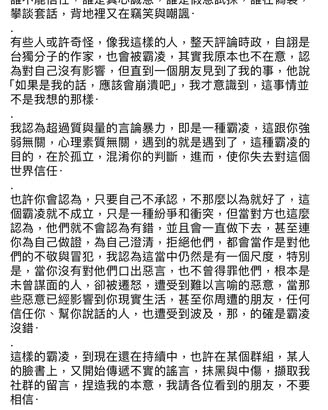 誰不能信任，誰是真心誠意，誰是假意試探，誰在偽裝，
攀談套話，背地裡又在竊笑與嘲諷·
.
有些人或許奇怪，像我這樣的人，整天評論時政，自詡是
台獨分子的作家，也會被霸凌，其實我原本也不在意，認
為對自己沒有影響，但直到一個朋友見到了我的事，他說
「如果是我的話，應該會崩潰吧」，我才意識到，這事情並
不是我想的那樣·
.
我認為超過質與量的言論暴力，即是一種霸凌，這跟你強
弱無關，心理素質無關，遇到的就是遇到了，這種霸凌的
目的，在於孤立，混淆你的判斷，進而，使你失去對這個
世界信任·
.
也許你會認為，只要自己不承認，不那麼以為就好了，這
個霸凌就不成立，只是一種紛爭和衝突，但當對方也這麼
認為，他們就不會認為有錯，並且會一直做下去，甚至連
你為自己做證，為自己澄清，拒絕他們，都會當作是對他
們的不敬與冒犯，我認為這當中仍然是有一個尺度，特別
是，當你沒有對他們口出惡言，也不曾得罪他們，根本是
未曾謀面的人，卻被遷怒，遭受到難以言喻的惡意，當那
些惡意已經影響到你現實生活，甚至你周遭的朋友，任何
信任你、幫你說話的人，也遭受到波及，那，的確是霸凌
沒錯·
.
這樣的霸凌，到現在還在持續中，也許在某個群組，某人
的臉書上，又開始傳遞不實的謠言，抹黑與中傷，擷取我
社群的留言，捏造我的本意，我請各位看到的朋友，不要
相信·